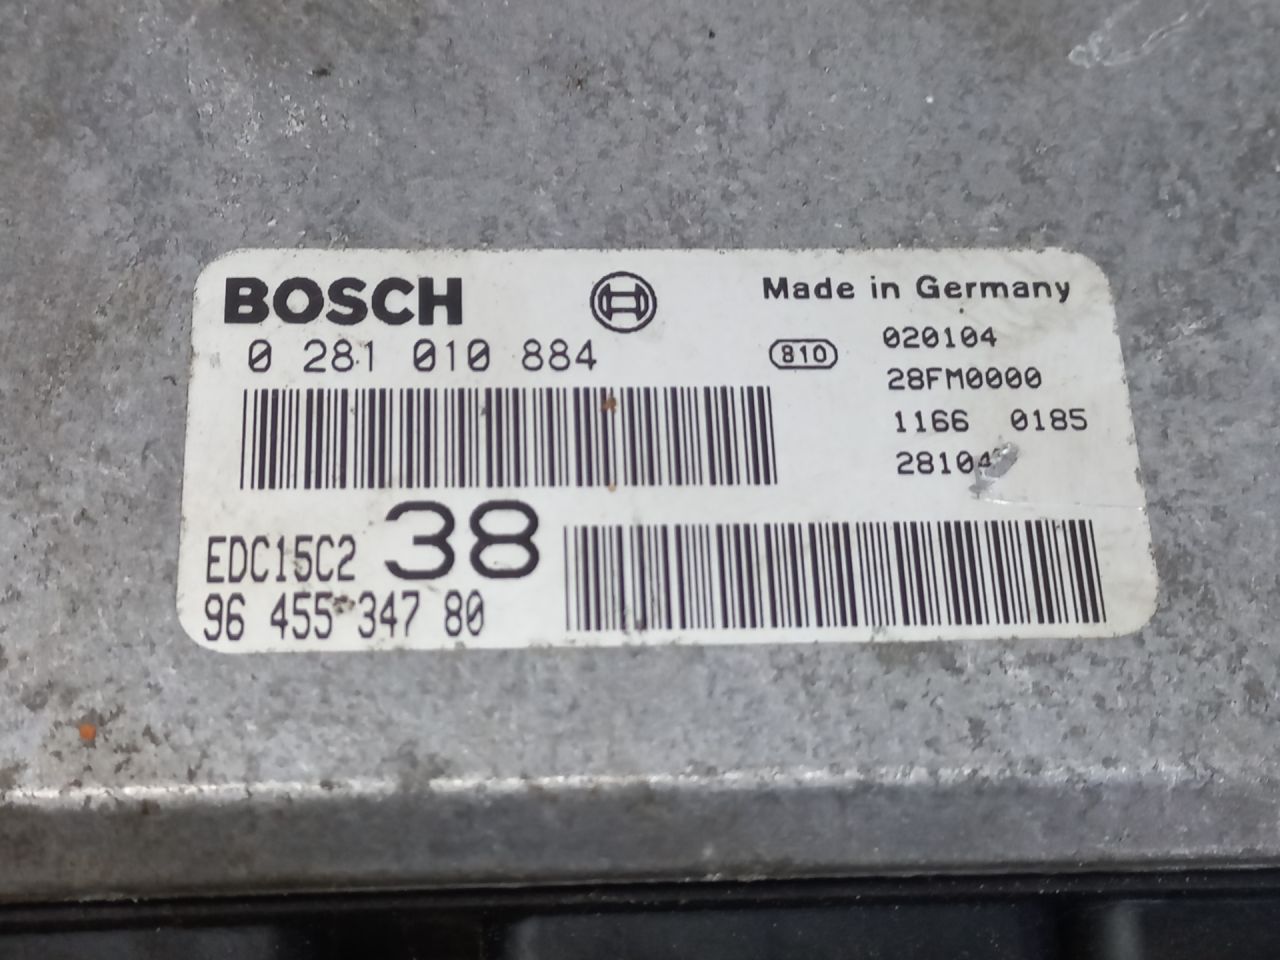 BOSCH
Made in Germany
0 281 010 884
810
020104
28FM0000
1166 0185
EDC15C2 38
96 455 347 80